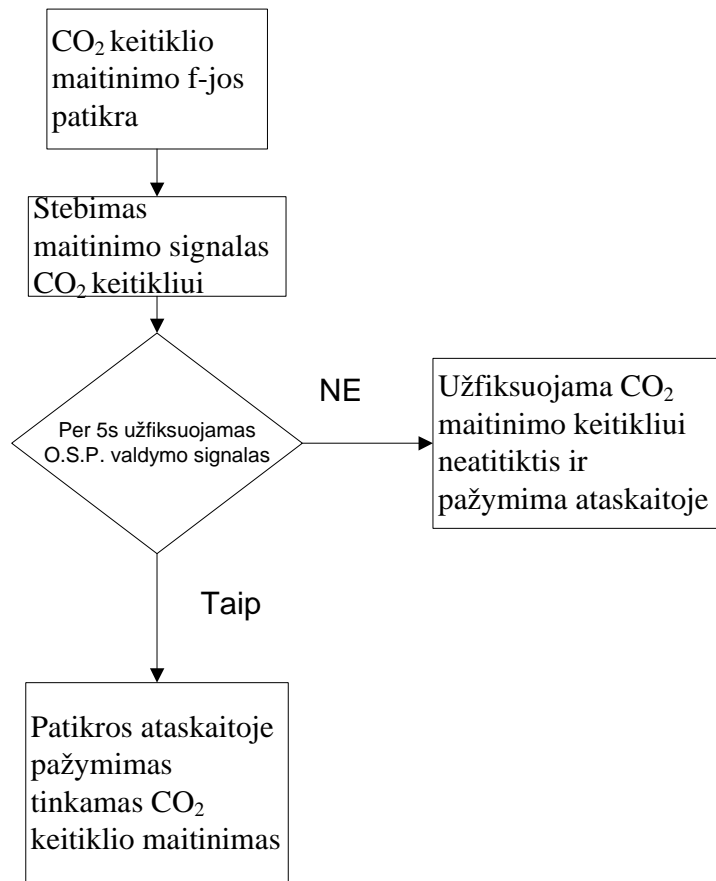 CO₂ keitiklio
maitinimo f-jos
patikra
Stebimas
maitinimo signalas
CO₂ keitikliui
Per 5s užfiksuojamas
O.S.P. valdymo signalas
NE
Užfiksuojama CO₂
maitinimo keitikliui
neatitiktis ir
pažymima ataskaitoje
Taip
Patikros ataskaitoje
pažymimas
tinkamas CO₂
keitiklio maitinimas